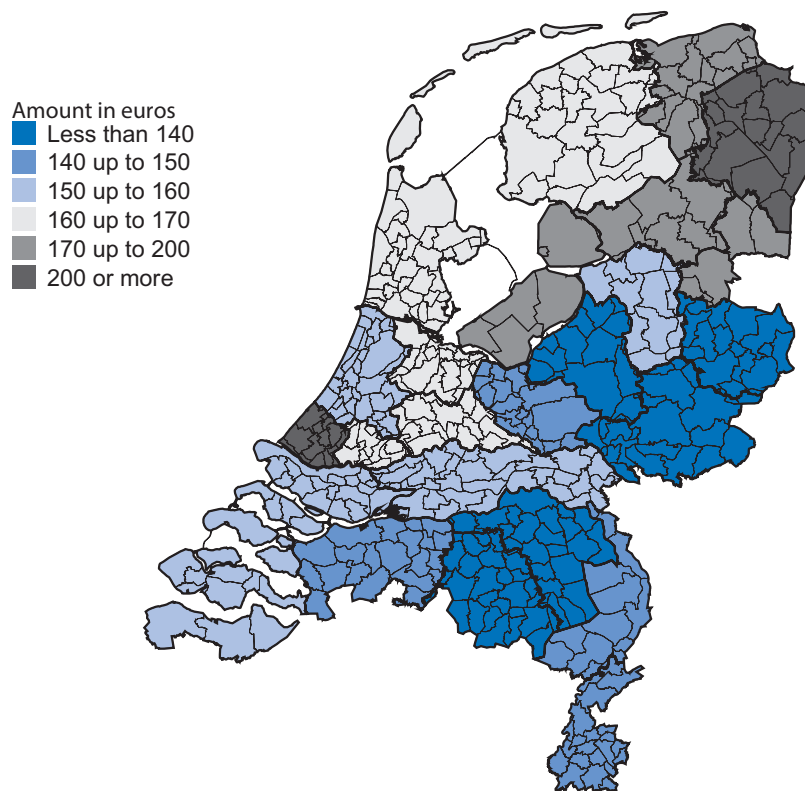 Amount in euros
Less than 140
140 up to 150
150 up to 160
160 up to 170
170 up to 200
200 or more